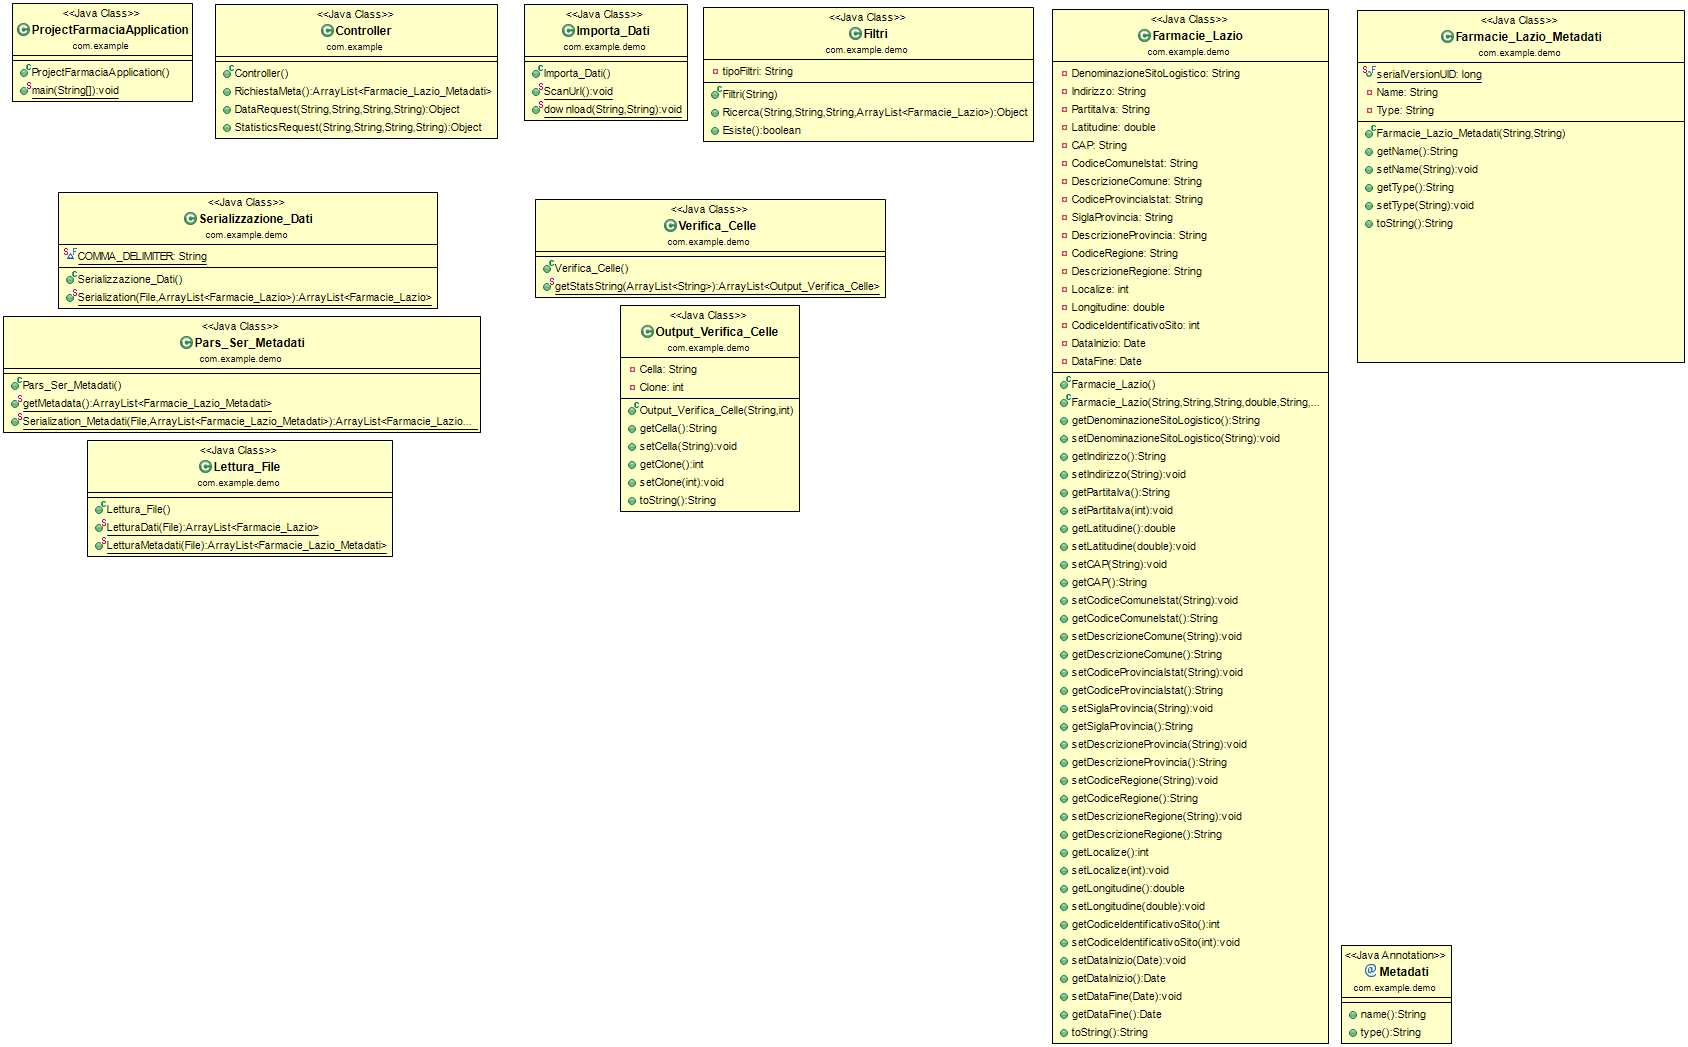 <<Java Class>>
ProjectFarmaciaApplication
com.example
ProjectFarmaciaApplication()
main(String[]):void
<<Java Class>>
Controller
com.example
Controller()
RichiestaMeta():ArrayList<Farmacie_Lazio_Metadati>
DataRequest(String,String,String,String):Object
StatisticsRequest(String,String,String,String):Object
<<Java Class>>
Importa_Dati
com.example.demo
Importa_Dati()
ScanUrl():void
download(String,String):void
<<Java Class>>
Filtri
com.example.demo
tipoFiltri: String
Filtri(String)
Ricerca(String,String,String,ArrayList<Farmacie_Lazio>):Object
Esiste():boolean
<<Java Class>>
Farmacie_Lazio
com.example.demo
DenominazioneSitoLogistico: String
Indirizzo: String
PartitaIva: String
Latitudine: double
CAP: String
CodiceComuneIstat: String
DescrizioneComune: String
CodiceProvinciaIstat: String
SiglaProvincia: String
DescrizioneProvincia: String
CodiceRegione: String
DescrizioneRegione: String
Localize: int
Longitudine: double
CodiceIdentificativoSito: int
DataInizio: Date
DataFine: Date
Farmacie_Lazio()
Farmacie_Lazio(String,String,String,double,String,...
getDenominazioneSitoLogistico():String
setDenominazioneSitoLogistico(String):void
getIndirizzo():String
setIndirizzo(String):void
getPartitaIva():String
setPartitaIva(int):void
getLatitudine():double
setLatitudine(double):void
setCAP(String):void
getCAP():String
setCodiceComuneIstat(String):void
getCodiceComuneIstat():String
setDescrizioneComune(String):void
getDescrizioneComune():String
setCodiceProvinciaIstat(String):void
getCodiceProvinciaIstat():String
setSiglaProvincia(String):void
getSiglaProvincia():String
setDescrizioneProvincia(String):void
getDescrizioneProvincia():String
setCodiceRegione(String):void
getCodiceRegione():String
setDescrizioneRegione(String):void
getDescrizioneRegione():String
getLocalize():int
setLocalize(int):void
getLongitudine():double
setLongitudine(double):void
getCodiceIdentificativoSito():int
setCodiceIdentificativoSito(int):void
setDataInizio(Date):void
getDataInizio():Date
setDataFine(Date):void
getDataFine():Date
toString():String
<<Java Class>>
Farmacie_Lazio_Metadati
com.example.demo
serialVersionUID: long
Name: String
Type: String
Farmacie_Lazio_Metadati(String,String)
getName():String
setName(String):void
getType():String
setType(String):void
toString():String
<<Java Class>>
Serializzazione_Dati
com.example.demo
COMMA_DELIMITER: String
Serializzazione_Dati()
Serialization(File,ArrayList<Farmacie_Lazio>):ArrayList<Farmacie_Lazio>
<<Java Class>>
Verifica_Celle
com.example.demo
Verifica_Celle()
getStatsString(ArrayList<String>):ArrayList<Output_Verifica_Celle>
<<Java Class>>
Output_Verifica_Celle
com.example.demo
Cella: String
Clone: int
Output_Verifica_Celle(String,int)
getCella():String
setCella(String):void
getClone():int
setClone(int):void
toString():String
<<Java Class>>
Pars_Ser_Metadati
com.example.demo
Pars_Ser_Metadati()
getMetadata():ArrayList<Farmacie_Lazio_Metadati>
Serialization_Metadati(File,ArrayList<Farmacie_Lazio_Metadati>):ArrayList<Farmacie_Lazio...
<<Java Class>>
Lettura_File
com.example.demo
Lettura_File()
LetturaDati(File):ArrayList<Farmacie_Lazio>
LetturaMetadati(File):ArrayList<Farmacie_Lazio_Metadati>
<<Java Annotation>>
Metadati
com.example.demo
name():String
type():String